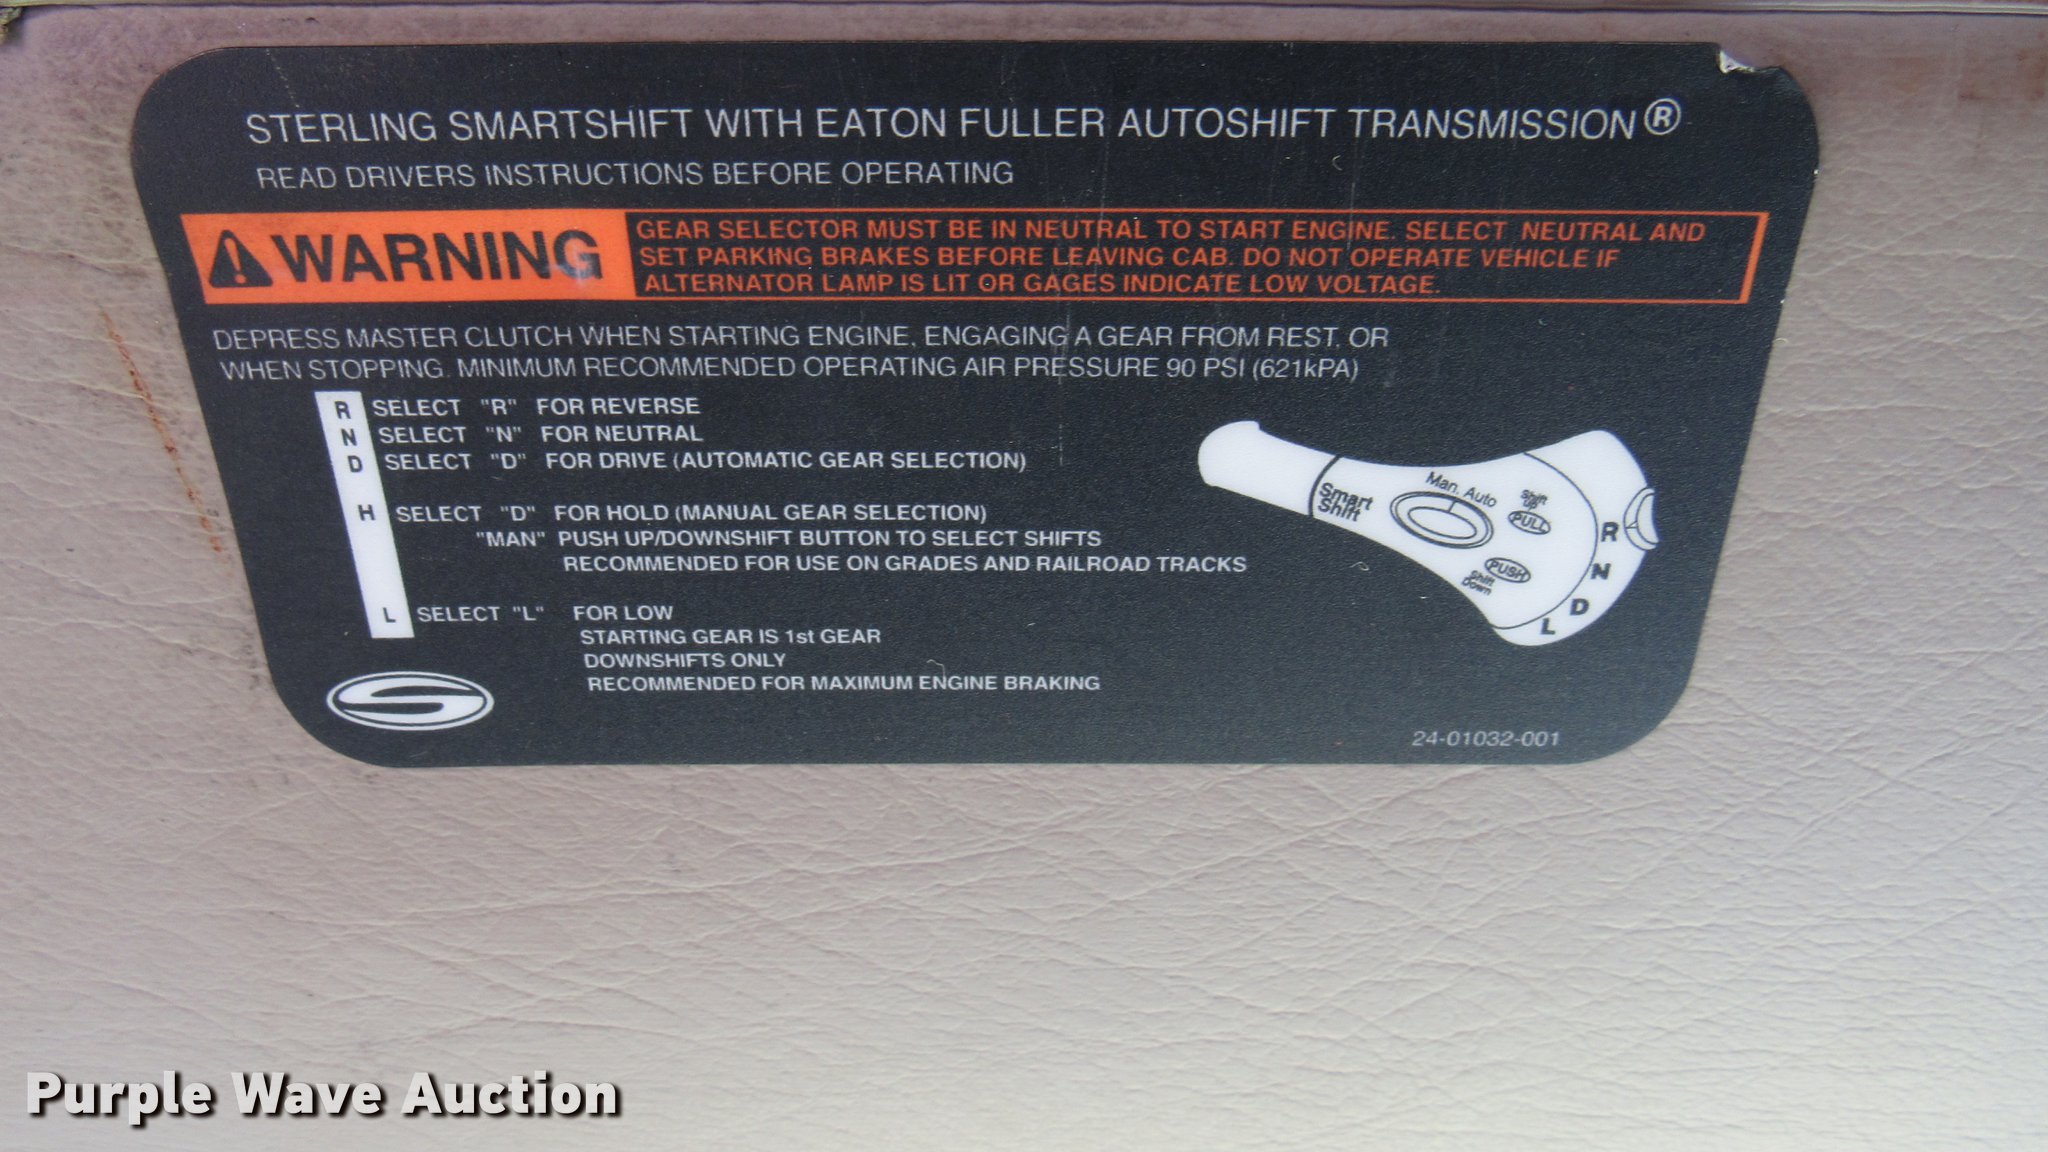 STERLING SMARTSHIFT WITH EATON FULLER AUTOSHIFT TRANSMISSION®
READ DRIVERS INSTRUCTIONS BEFORE OPERATING
WARNING
GEAR SELECTOR MUST BE IN NEUTRAL TO START ENGINE. SELECT NEUTRAL AND
SET PARKING BRAKES BEFORE LEAVING CAB. DO NOT OPERATE VEHICLE IF
ALTERNATOR LAMP IS LIT OR GAGES INDICATE LOW VOLTAGE.
DEPRESS MASTER CLUTCH WHEN STARTING ENGINE, ENGAGING A GEAR FROM REST, OR
WHEN STOPPING. MINIMUM RECOMMENDED OPERATING AIR PRESSURE 90 PSI (621kPA)
R SELECT "R" FOR REVERSE
N SELECT "N" FOR NEUTRAL
D SELECT "D" FOR DRIVE (AUTOMATIC GEAR SELECTION)
H SELECT "D" FOR HOLD (MANUAL GEAR SELECTION)
"MAN" PUSH UP/DOWNSHIFT BUTTON TO SELECT SHIFTS
RECOMMENDED FOR USE ON GRADES AND RAILROAD TRACKS
L SELECT "L" FOR LOW
STARTING GEAR IS 1st GEAR
DOWNSHIFTS ONLY
RECOMMENDED FOR MAXIMUM ENGINE BRAKING
Smart
Shift
Man. Auto
Shift
Up
PULL
PUSH
Shift
Down
R
N
D
L
24-01032-001
Purple Wave Auction